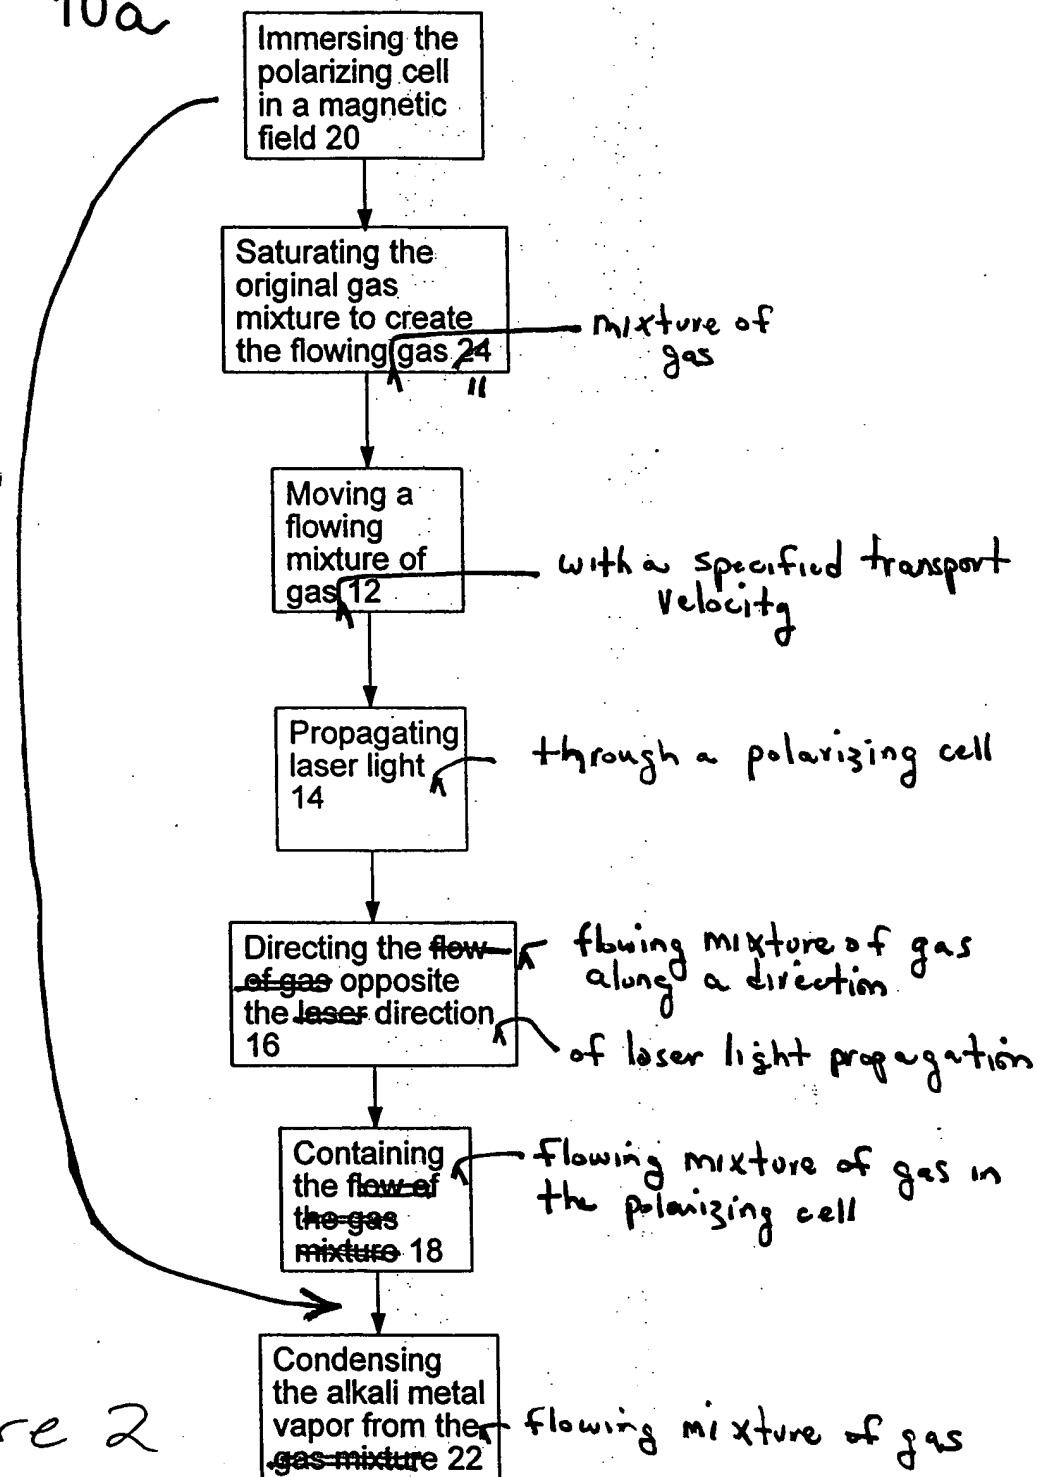 10a
Immersing the
polarizing cell
in a magnetic
field 20
Saturating the
original gas
mixture to create
the flowing gas 24
11
mixture of
gas
Moving a
flowing
mixture of
gas 12
with a specified transport
velocity
Propagating
laser light
14
through a polarizing cell
Directing the flow
of gas opposite
the laser direction
16
flowing mixture of gas
along a direction
of laser light propagation
Containing
the flow of
the gas
mixture 18
flowing mixture of gas in
the polarizing cell
Condensing
the alkali metal
vapor from the
gas mixture 22
flowing mixture of gas
re 2